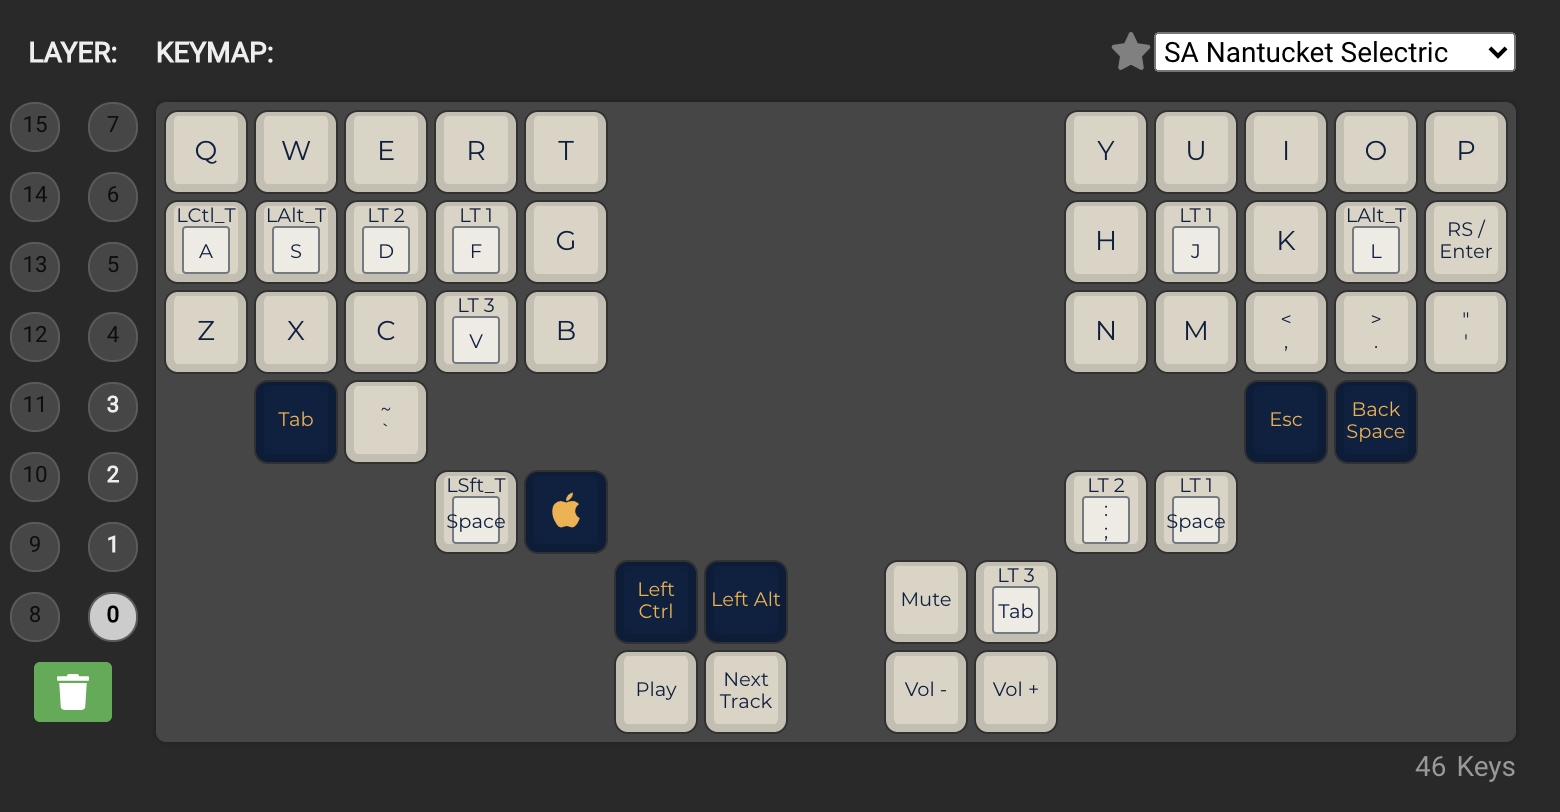 LAYER: KEYMAP: SA Nantucket Selectric
15 7 Q W E R T Y U I O P
14 6 LCtl_T LAlt_T LT 2 LT 1 LT 1 LAlt_T
A S D F G H J K L RS / Enter
13 5
12 4 LT 3
Z X C V B N M < , > . " '
11 3 Tab ~ ` Esc Back Space
10 2 LSft_T LT 2 LT 1
Space : ; Space
9 1
8 0 Left Ctrl Left Alt Mute LT 3 Tab
Play Next Track Vol - Vol +
46 Keys